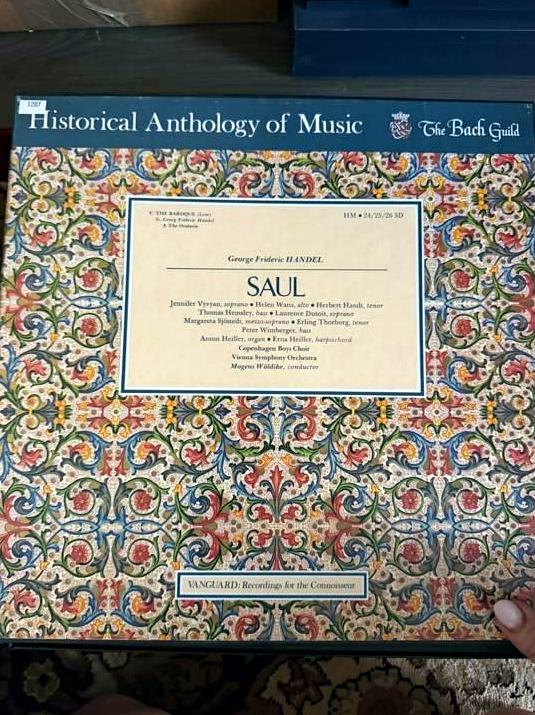 1207
Historical Anthology of Music
The Bach Guild
V. THE BAROQUE (Late)
G. Georg Frideric Handel
A The Oratorio
HM • 24/25/26 SD
George Frideric HANDEL
SAUL
Jennifer Vyvyan, soprano • Helen Watts, alto • Herbert Handt, tenor
Thomas Hemsley, bass • Laurence Dutoit, soprano
Margareta Sjöstedt, mezzo-soprano • Erling Thorborg, tenor
Peter Wimberger, bass
Anton Heiller, organ • Erna Heiller, harpsichord
Copenhagen Boys Choir
Vienna Symphony Orchestra
Mogens Wöldike, conductor
VANGUARD: Recordings for the Connoisseur